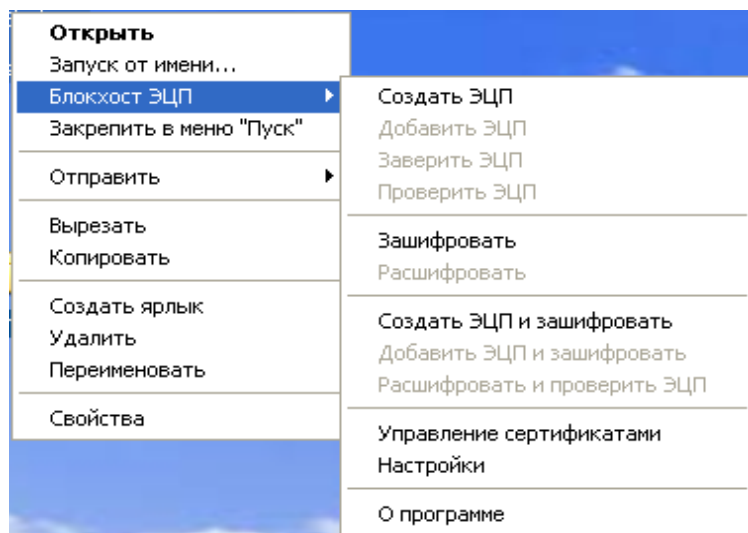 Открыть
Запуск от имени...
Блокхост ЭЦП
Закрепить в меню "Пуск"
Отправить
Вырезать
Копировать
Создать ярлык
Удалить
Переименовать
Свойства
Создать ЭЦП
Добавить ЭЦП
Заверить ЭЦП
Проверить ЭЦП
Зашифровать
Расшифровать
Создать ЭЦП и зашифровать
Добавить ЭЦП и зашифровать
Расшифровать и проверить ЭЦП
Управление сертификатами
Настройки
О программе